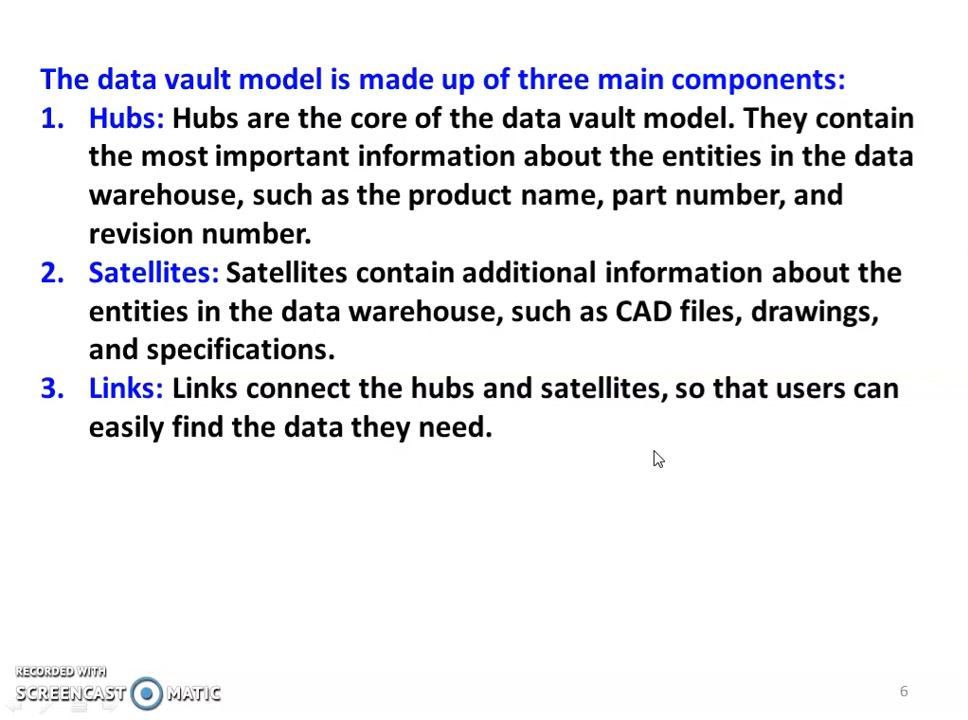 The data vault model is made up of three main components:
1. Hubs: Hubs are the core of the data vault model. They contain
the most important information about the entities in the data
warehouse, such as the product name, part number, and
revision number.
2. Satellites: Satellites contain additional information about the
entities in the data warehouse, such as CAD files, drawings,
and specifications.
3. Links: Links connect the hubs and satellites, so that users can
easily find the data they need.
RECORDED WITH
SCREENCAST MATIC
6